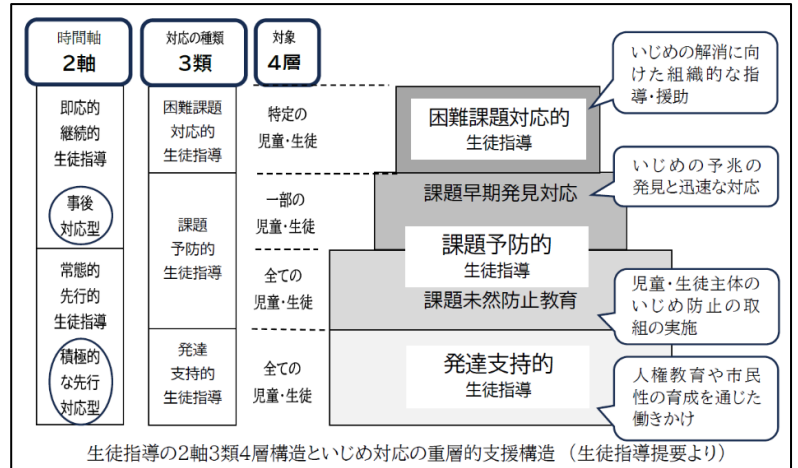 時間軸
2軸
対応の種類
3類
対象
4層
即応的
継続的
生徒指導
事後
対応型
常態的
先行的
生徒指導
積極的
な先行
対応型
困難課題
対応的
生徒指導
課題
予防的
生徒指導
発達
支持的
生徒指導
特定の
児童・生徒
一部の
児童・生徒
全ての
児童・生徒
全ての
児童・生徒
困難課題対応的
生徒指導
課題早期発見対応
課題予防的
生徒指導
課題未然防止教育
発達支持的
生徒指導
いじめの解消に向
けた組織的な指
導・援助
いじめの予兆の
発見と迅速な対応
児童・生徒主体の
いじめ防止の取
組の実施
人権教育や市民
性の育成を通じた
働きかけ
生徒指導の2軸3類4層構造といじめ対応の重層的支援構造 (生徒指導提要より)